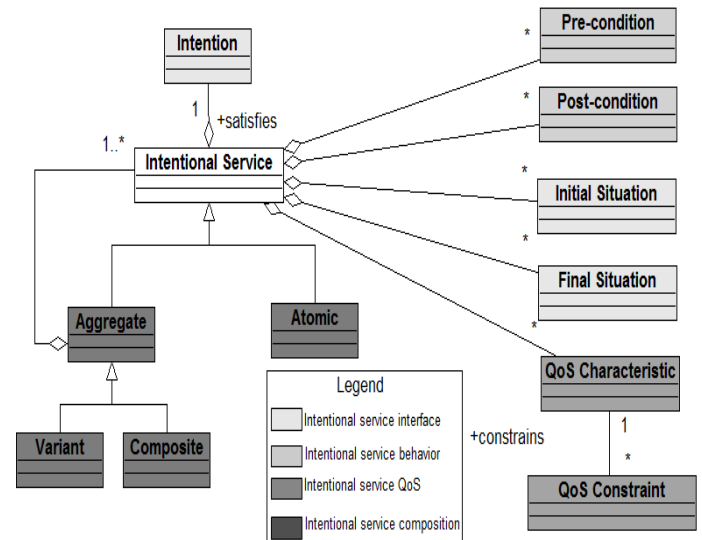 Pre-condition
*
Intention
Post-condition
*
1
+satisfies
1..*
Intentional Service
*
Initial Situation
*
Final Situation
*
Aggregate
Atomic
QoS Characteristic
Legend
Intentional service interface
1
+constrains
Variant
Composite
Intentional service behavior
*
Intentional service QoS
QoS Constraint
Intentional service composition